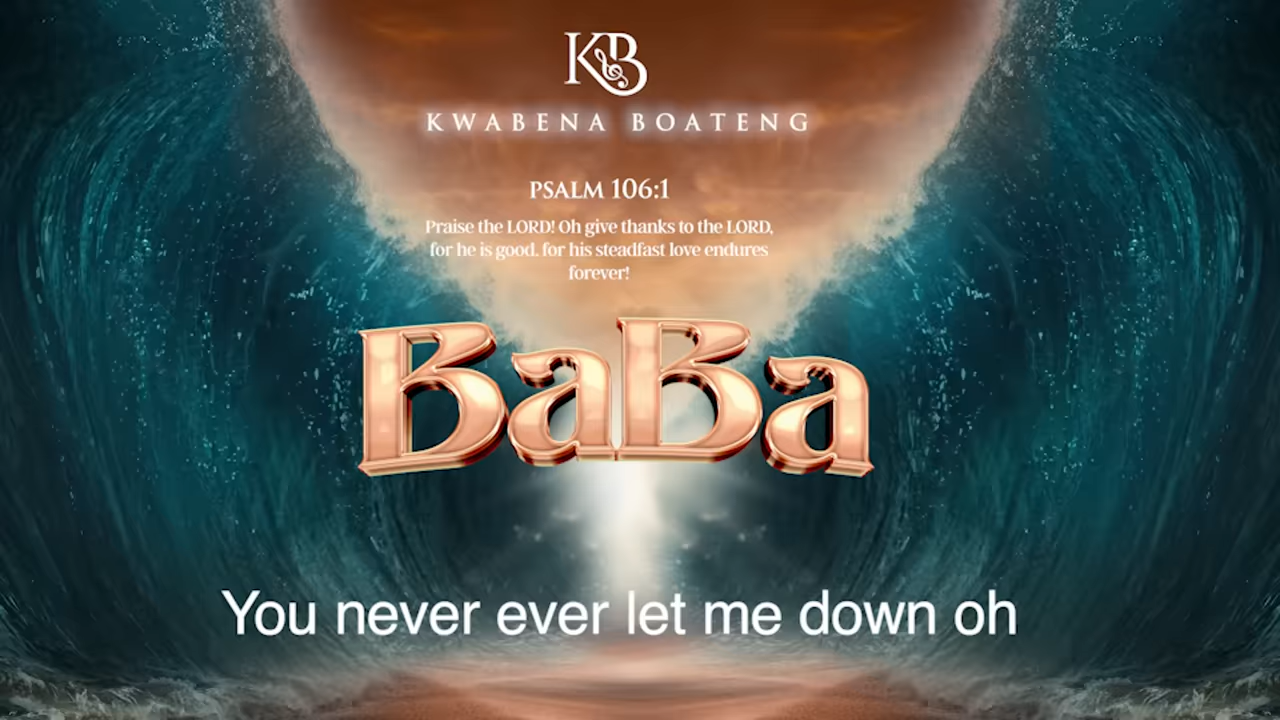 KB
KWABENA BOATENG
PSALM 106:1
Praise the LORD! Oh give thanks to the LORD,
for he is good. for his steadfast love endures
forever!
BaBa
You never ever let me down oh